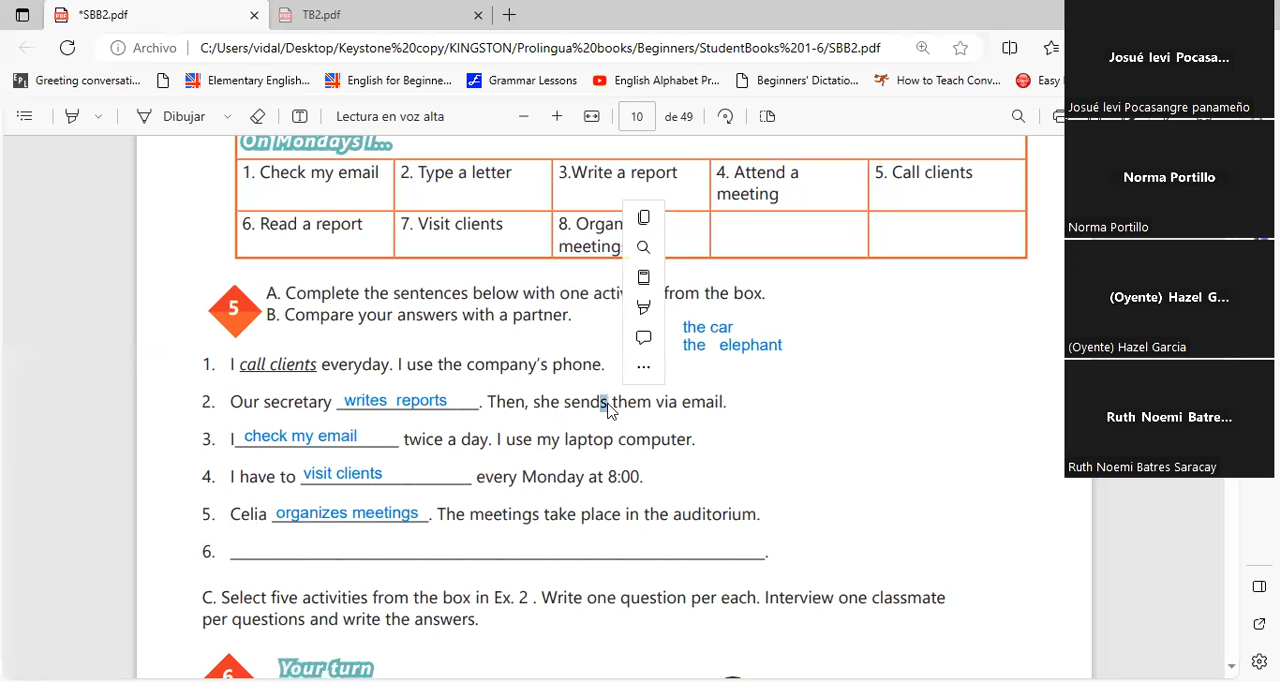 *SBB2.pdf
TB2.pdf
Archivo
C:/Users/vidal/Desktop/Keystone%20copy/KINGSTON/Prolingua%20books/Beginners/StudentBooks%201-6/SBB2.pdf
Greeting conversati...
Elementary English...
English for Beginne...
Grammar Lessons
English Alphabet Pr...
Beginners' Dictatio...
How to Teach Conv...
Easy
Dibujar
Lectura en voz alta
10
de 49
On Mondays I...
1. Check my email
2. Type a letter
3.Write a report
4. Attend a
meeting
5. Call clients
6. Read a report
7. Visit clients
8. Organ
meeting
5
A. Complete the sentences below with one acti
from the box.
B. Compare your answers with a partner.
the car
the elephant
1. I call clients everyday. I use the company's phone.
2. Our secretary writes reports. Then, she sends them via email.
3. I check my email twice a day. I use my laptop computer.
4. I have to visit clients every Monday at 8:00.
5. Celia organizes meetings. The meetings take place in the auditorium.
6. ____________________.
C. Select five activities from the box in Ex. 2 . Write one question per each. Interview one classmate
per questions and write the answers.
6
Your turn
Josué levi Pocasa...
Josué levi Pocasangre panameño
Norma Portillo
Norma Portillo
(Oyente) Hazel G...
(Oyente) Hazel Garcia
Ruth Noemi Batre...
Ruth Noemi Batres Saracay